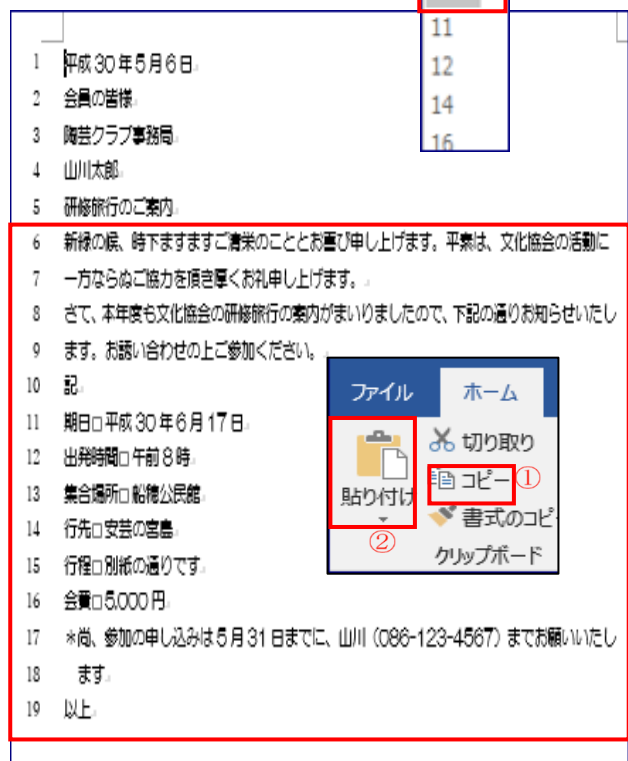 11
12
14
16
1 平成30年5月6日
2 会員の皆様
3 陶芸クラブ事務局
4 山川太郎
5 研修旅行のご案内
6 新緑の候、時下ますますご清栄のこととお喜び申し上げます。平素は、文化協会の活動に
7 一方ならぬご協力を頂き厚くお礼申し上げます。
8 さて、本年度も文化協会の研修旅行の案内がまいりましたので、下記の通りお知らせいたし
9 ます。お誘い合わせの上ご参加ください。
10 記
11 期日□平成30年6月17日
12 出発時間□午前8時
13 集合場所□船穂公民館
14 行先□安芸の宮島
15 行程□別紙の通りです
16 会費□5,000円
17 *尚、参加の申し込みは5月31日までに、山川(086-123-4567)までお願いいたし
18 ます
19 以上
ファイル ホーム
切り取り
コピー ①
貼り付け
書式のコピ
②
クリップボード